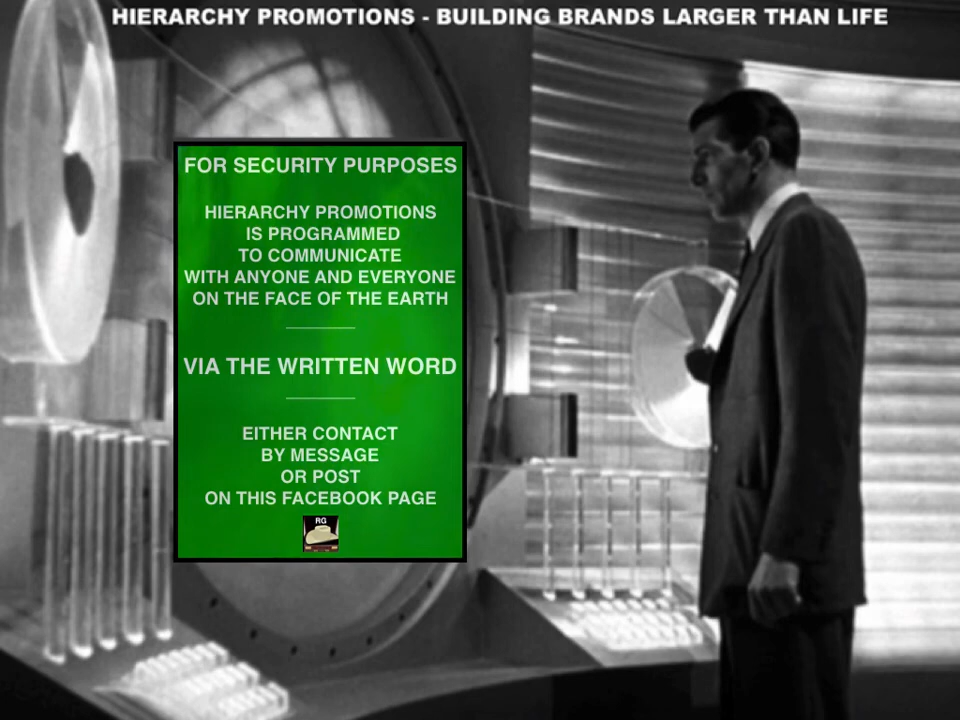 HIERARCHY PROMOTIONS - BUILDING BRANDS LARGER THAN LIFE
FOR SECURITY PURPOSES
HIERARCHY PROMOTIONS
IS PROGRAMMED
TO COMMUNICATE
WITH ANYONE AND EVERYONE
ON THE FACE OF THE EARTH
VIA THE WRITTEN WORD
EITHER CONTACT
BY MESSAGE
OR POST
ON THIS FACEBOOK PAGE
RG